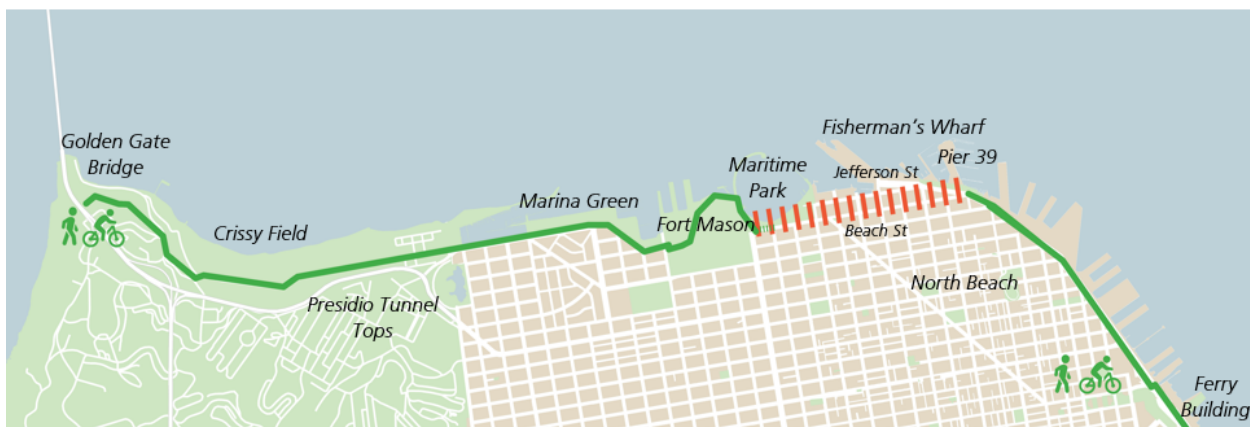 Golden Gate
Bridge
Crissy Field
Presidio Tunnel
Tops
Marina Green
Fort Mason
Maritime
Park
Fisherman's Wharf
Pier 39
Jefferson St
Beach St
North Beach
Ferry
Building